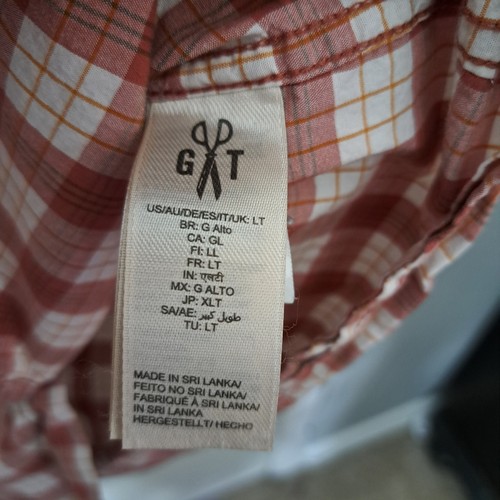 G T
US/AU/DE/ES/IT/UK: LT
BR: G Alto
CA: GL
FI: LL
FR: LT
IN: एलटी
MX: G ALTO
JP: XLT
SA/AE: طويل كبير
TU: LT
MADE IN SRI LANKA/
FEITO NO SRI LANKA/
FABRIQUÉ À SRI LANKA/
IN SRI LANKA
HERGESTELLT/ HECHO